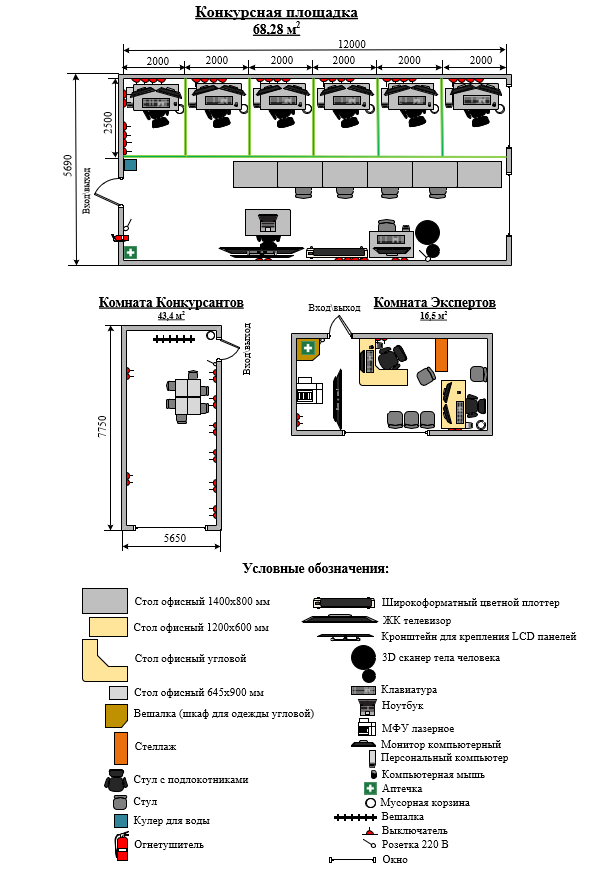 Конкурсная площадка
68,28 м²
12000
2000 2000 2000 2000 2000 2000
2500
5690
Вход\выход
Комната Конкурсантов
43,4 м²
Вход\выход
7750
5650
Вход\выход
Комната Экспертов
16,5 м²
Условные обозначения:
Стол офисный 1400х800 мм
Стол офисный 1200х600 мм
Стол офисный угловой
Стол офисный 645х900 мм
Вешалка (шкаф для одежды угловой)
Стеллаж
Стул с подлокотниками
Стул
Кулер для воды
Огнетушитель
Широкоформатный цветной плоттер
ЖК телевизор
Кронштейн для крепления LCD панелей
3D сканер тела человека
Клавиатура
Ноутбук
МФУ лазерное
Монитор компьютерный
Персональный компьютер
Компьютерная мышь
Аптечка
Мусорная корзина
Вешалка
Выключатель
Розетка 220 В
Окно